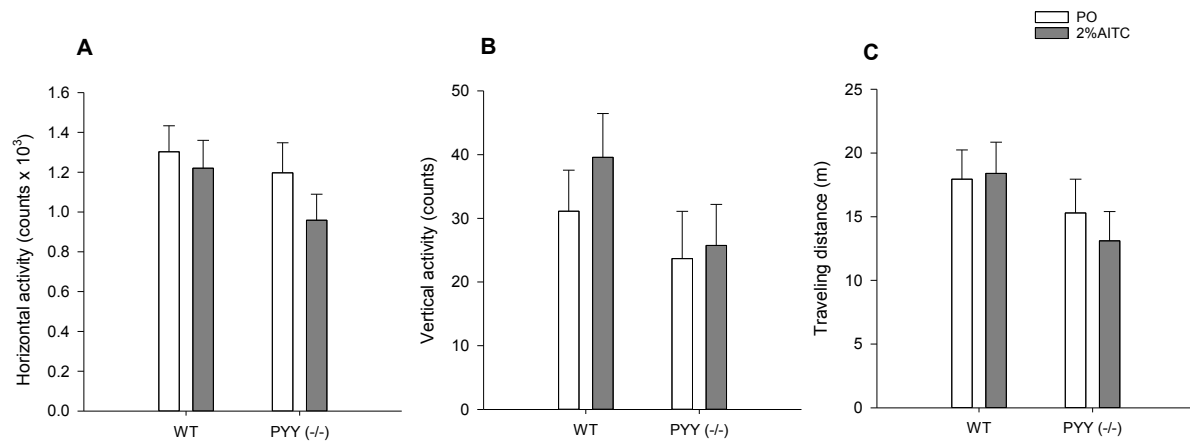 PO
2%AITC
A
Horizontal activity (counts x 10³)
1.6
1.4
1.2
1.0
0.8
0.6
0.4
0.2
0.0
WT
PYY (-/-)
B
Vertical activity (counts)
50
40
30
20
10
0
WT
PYY (-/-)
C
Traveling distance (m)
25
20
15
10
5
0
WT
PYY (-/-)